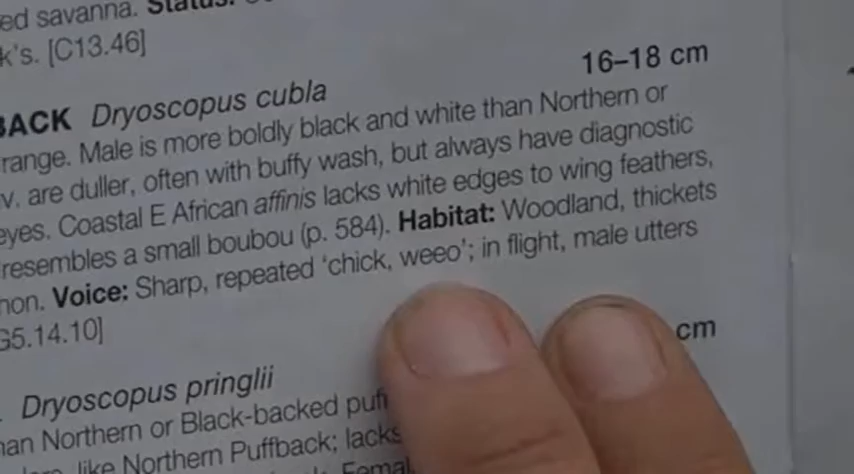 ed savanna. Status:
k's. [C13.46]
16–18 cm
BACK Dryoscopus cubla
range. Male is more boldly black and white than Northern or
v. are duller, often with buffy wash, but always have diagnostic
eyes. Coastal E African affinis lacks white edges to wing feathers,
resembles a small boubou (p. 584). Habitat: Woodland, thickets
non. Voice: Sharp, repeated ‘chick, weeo’; in flight, male utters
G5.14.10]
cm
Dryoscopus pringlii
han Northern or Black-backed puff
like Northern Puffback; lacks
Femal